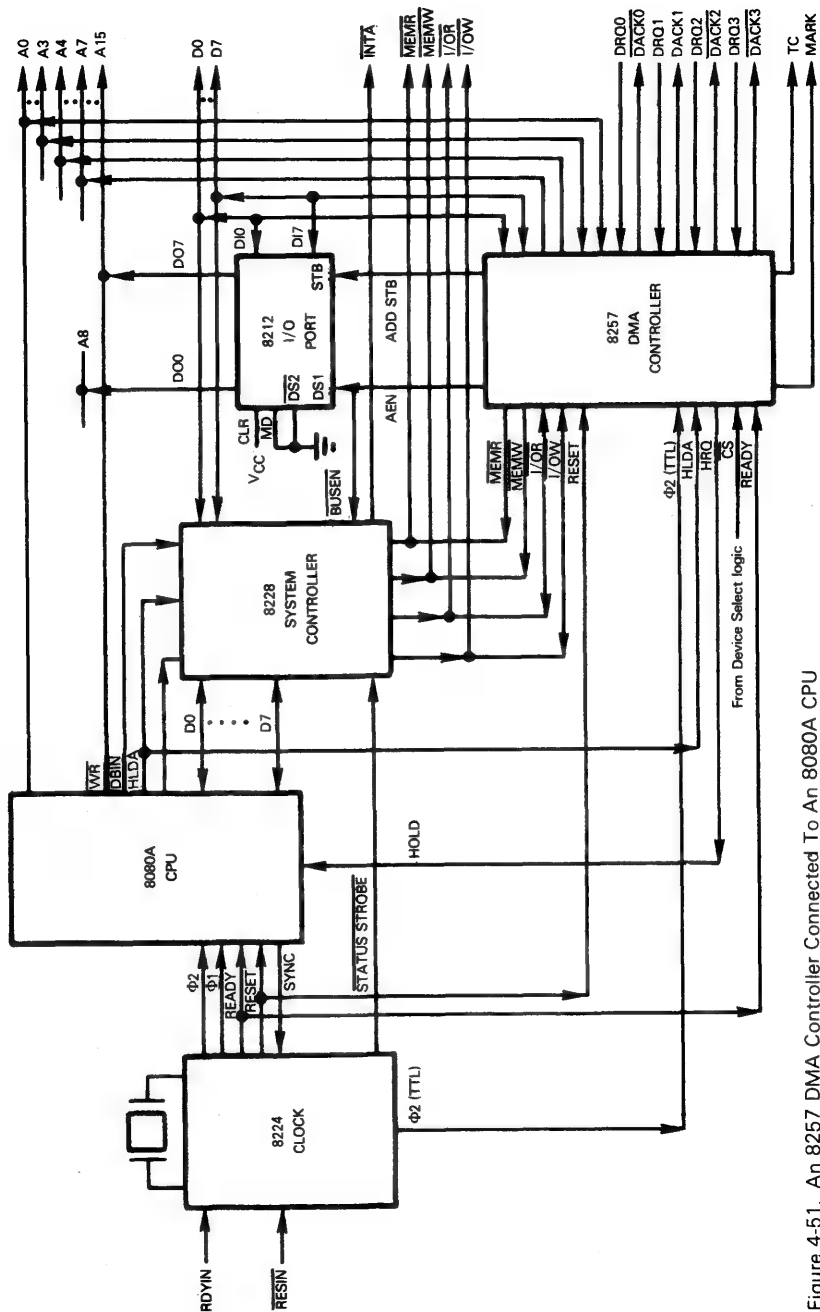 A0
A3
A4
A7
A15
D0
D7
INTA
MEMR
MEMW
I/OR
I/OW
DRQ0
DACK0
DRQ1
DACK1
DRQ2
DACK2
DRQ3
DACK3
TC
MARK
DO7
DI0
DI7
A8
DO0
STB
8212
I/O
PORT
DS2
DS1
CLR
MD
VCC
ADD STB
AEN
8257
DMA
CONTROLLER
BUSEN
8228
SYSTEM
CONTROLLER
MEMR
MEMW
I/OR
I/OW
RESET
Φ2 (TTL)
HLDA
HRQ
CS
READY
From Device Select logic
WR
DBIN
HLDA
D0
D7
8080A
CPU
HOLD
STATUS STROBE
Φ2
Φ1
READY
RESET
SYNC
8224
CLOCK
Φ2 (TTL)
RDYIN
RESIN
Figure 4-51. An 8257 DMA Controller Connected To An 8080A CPU